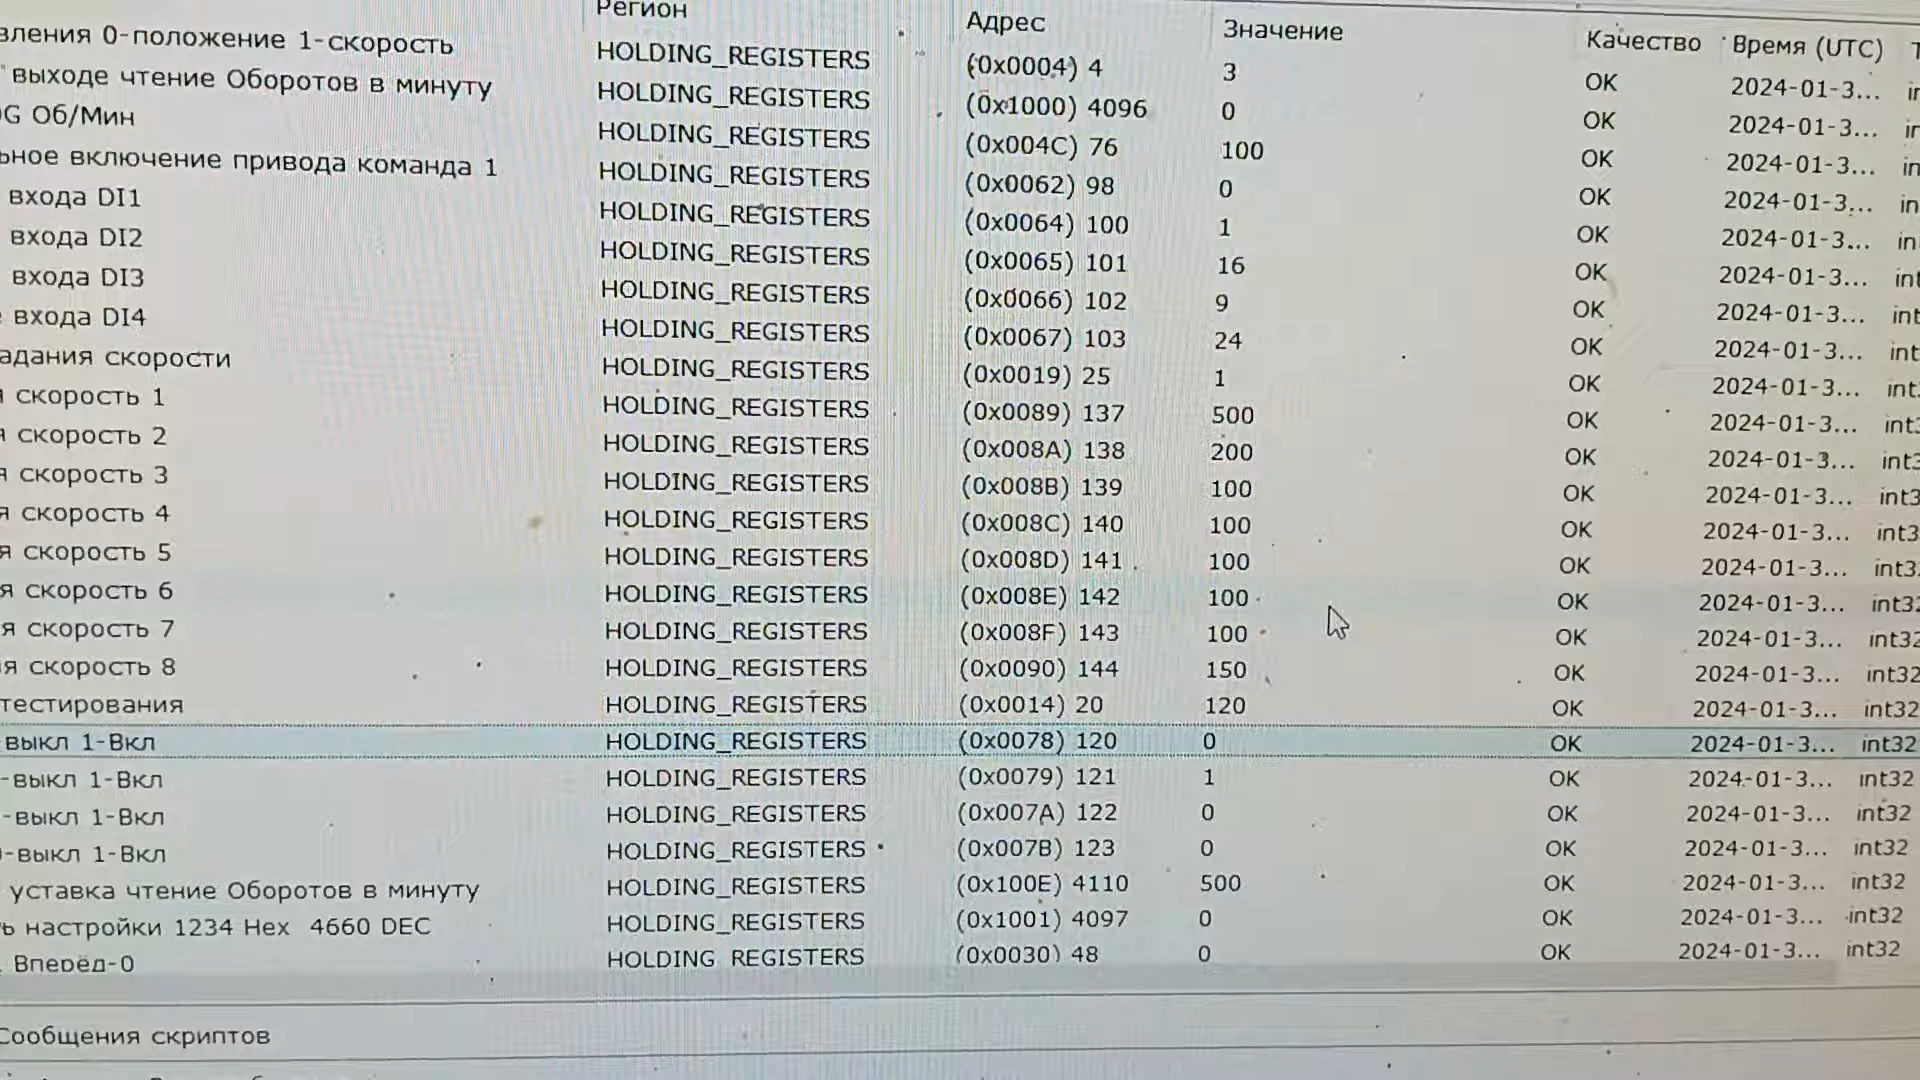 Регион Адрес Значение Качество Время (UTC)
0-положение 1-скорость HOLDING_REGISTERS (0x0004) 4 3 OK 2024-01-3...
выходе чтение Оборотов в минуту HOLDING_REGISTERS (0x1000) 4096 0 OK 2024-01-3...
Об/Мин HOLDING_REGISTERS (0x004C) 76 100 OK 2024-01-3...
включение привода команда 1 HOLDING_REGISTERS (0x0062) 98 0 OK 2024-01-3...
входа DI1 HOLDING_REGISTERS (0x0064) 100 1 OK 2024-01-3...
входа DI2 HOLDING_REGISTERS (0x0065) 101 16 OK 2024-01-3... int
входа DI3 HOLDING_REGISTERS (0x0066) 102 9 OK 2024-01-3... int
входа DI4 HOLDING_REGISTERS (0x0067) 103 24 OK 2024-01-3... int
скорости HOLDING_REGISTERS (0x0019) 25 1 OK 2024-01-3... int
скорость 1 HOLDING_REGISTERS (0x0089) 137 500 OK 2024-01-3... int3
скорость 2 HOLDING_REGISTERS (0x008A) 138 200 OK 2024-01-3... int3
скорость 3 HOLDING_REGISTERS (0x008B) 139 100 OK 2024-01-3... int3
я скорость 4 HOLDING_REGISTERS (0x008C) 140 100 OK 2024-01-3... int3
я скорость 5 HOLDING_REGISTERS (0x008D) 141 100 OK 2024-01-3... int3
я скорость 6 HOLDING_REGISTERS (0x008E) 142 100 OK 2024-01-3... int32
я скорость 7 HOLDING_REGISTERS (0x008F) 143 100 OK 2024-01-3... int32
ая скорость 8 HOLDING_REGISTERS (0x0090) 144 150 OK 2024-01-3... int32
тестирования HOLDING_REGISTERS (0x0014) 20 120 OK 2024-01-3... int32
выкл 1-Вкл HOLDING_REGISTERS (0x0078) 120 0 OK 2024-01-3... int32
-выкл 1-Вкл HOLDING_REGISTERS (0x0079) 121 1 OK 2024-01-3... int32
-выкл 1-Вкл HOLDING_REGISTERS (0x007A) 122 0 OK 2024-01-3... int32
0-выкл 1-Вкл HOLDING_REGISTERS (0x007B) 123 0 OK 2024-01-3... int32
уставка чтение Оборотов в минуту HOLDING_REGISTERS (0x100E) 4110 500 OK 2024-01-3... int32
ь настройки 1234 Hex 4660 DEC HOLDING_REGISTERS (0x1001) 4097 0 OK 2024-01-3... int32
Вперёд-0 HOLDING_REGISTERS (0x0030) 48 0 OK 2024-01-3... int32
Сообщения скриптов